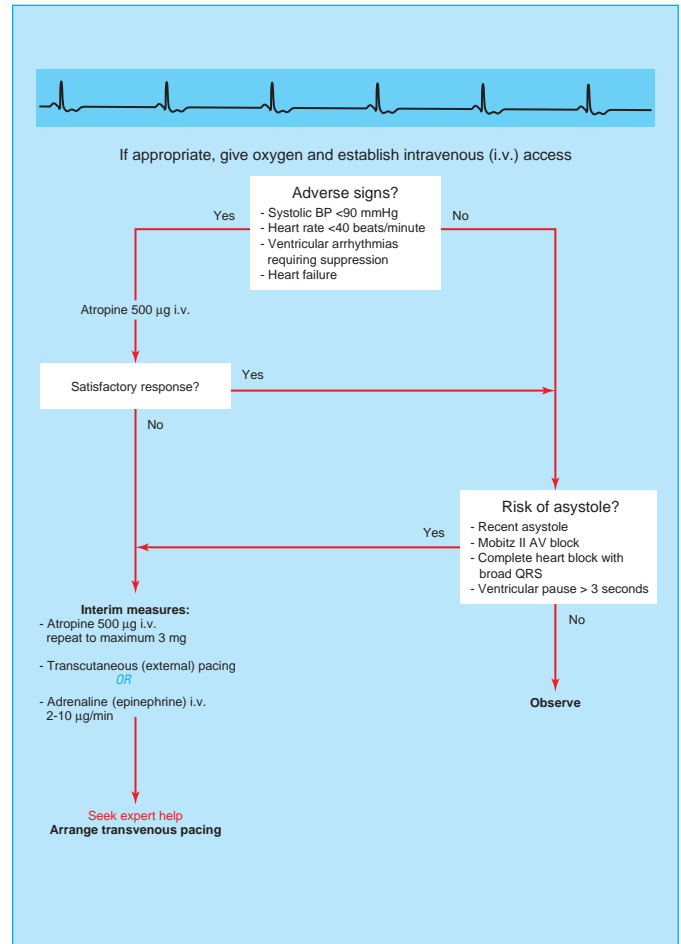 If appropriate, give oxygen and establish intravenous (i.v.) access
Adverse signs?
- Systolic BP <90 mmHg
- Heart rate <40 beats/minute
- Ventricular arrhythmias
requiring suppression
- Heart failure
Yes
No
Atropine 500 μg i.v.
Satisfactory response?
Yes
No
Risk of asystole?
- Recent asystole
- Mobitz II AV block
- Complete heart block with
broad QRS
- Ventricular pause > 3 seconds
Yes
No
Interim measures:
- Atropine 500 μg i.v.
repeat to maximum 3 mg
- Transcutaneous (external) pacing
OR
- Adrenaline (epinephrine) i.v.
2-10 μg/min
Observe
Seek expert help
Arrange transvenous pacing